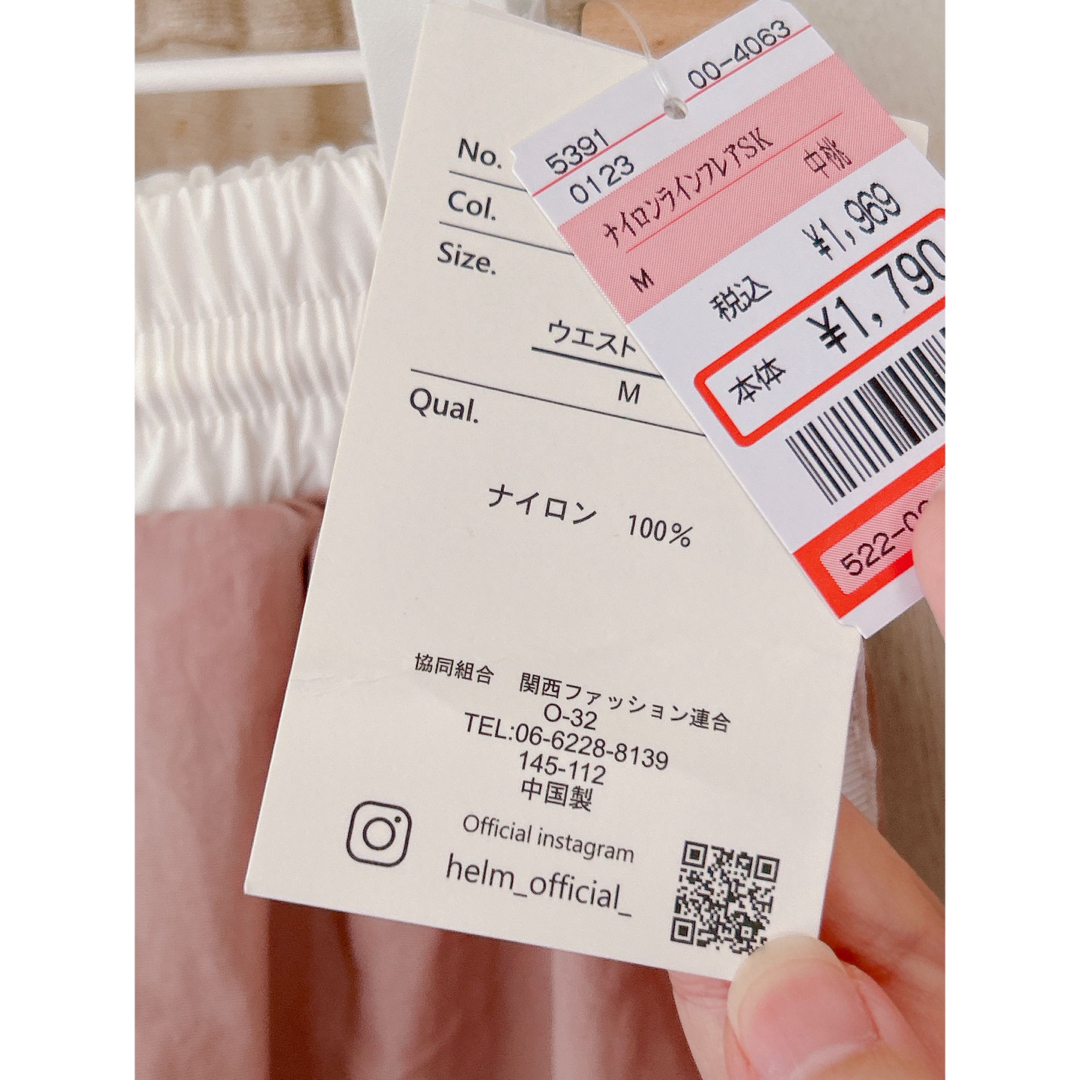 No.
Col.
Size.
ウエスト
M
Qual.
ナイロン 100%
協同組合 関西ファッション連合
O-32
TEL:06-6228-8139
145-112
中国製
Official instagram
helm_official_
00-4063
5391
0123
ナイロンラインフレアSK
中桃
M
¥1,969
税込
¥1,790
本体